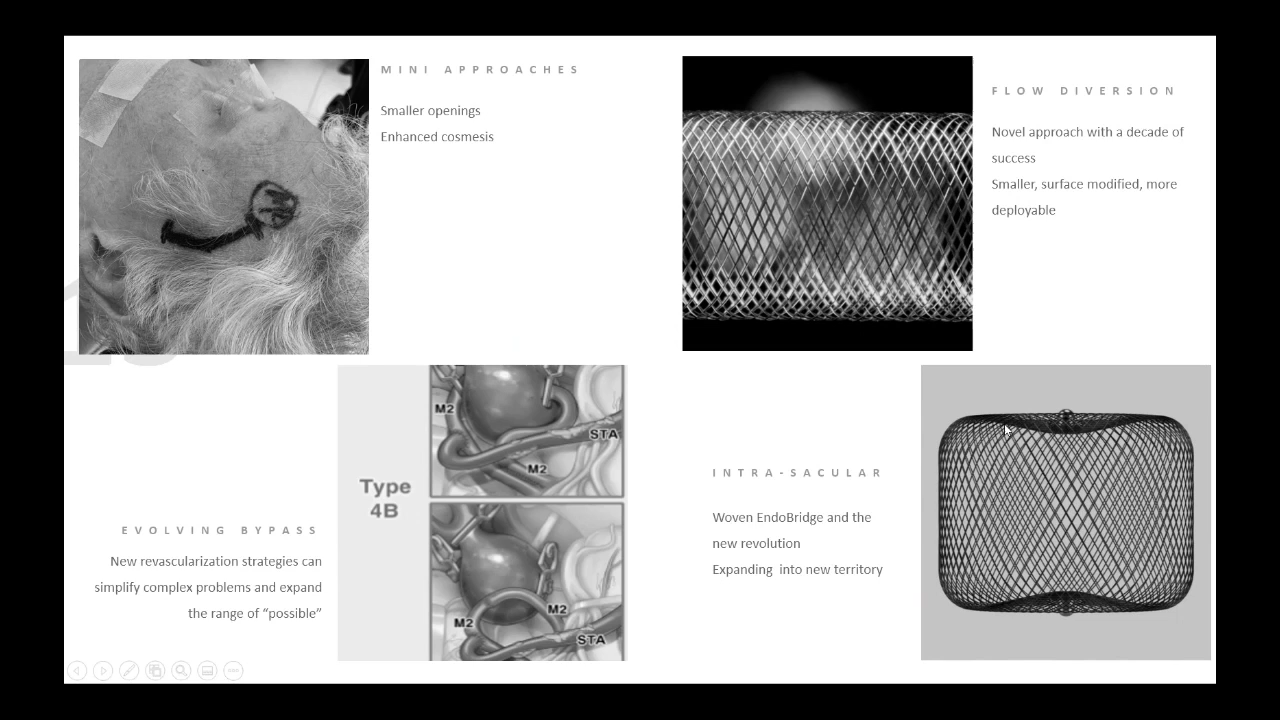 MINI APPROACHES
Smaller openings
Enhanced cosmesis
FLOW DIVERSION
Novel approach with a decade of
success
Smaller, surface modified, more
deployable
EVOLVING BYPASS
New revascularization strategies can
simplify complex problems and expand
the range of “possible”
Type
4B
M2
STA
M2
M2
M2
STA
INTRA-SACULAR
Woven EndoBridge and the
new revolution
Expanding into new territory